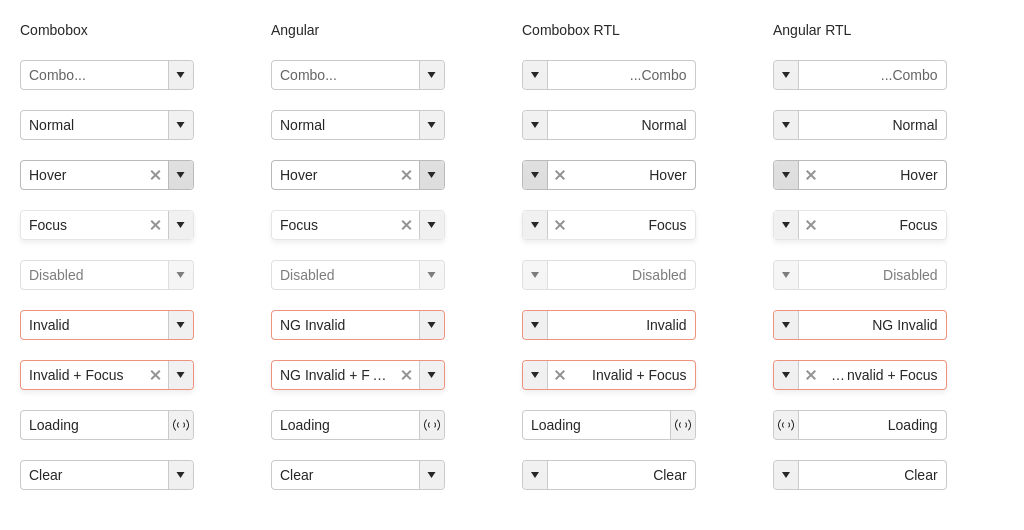 Combobox Angular Combobox RTL Angular RTL
Combo... Combo... ...Combo ...Combo
Normal Normal Normal Normal
Hover Hover Hover Hover
Focus Focus Focus Focus
Disabled Disabled Disabled Disabled
Invalid NG Invalid Invalid NG Invalid
Invalid + Focus NG Invalid + F... Invalid + Focus ...nvalid + Focus
Loading Loading Loading Loading
Clear Clear Clear Clear